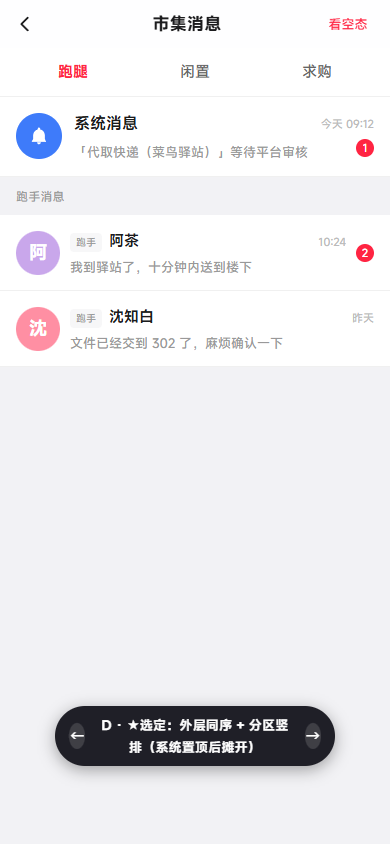 市集消息
看空态
跑腿
闲置
求购
系统消息
今天 09:12
「代取快递（菜鸟驿站）」等待平台审核
1
跑手消息
阿
跑手 阿茶
10:24
我到驿站了，十分钟内送到楼下
2
沈
跑手 沈知白
昨天
文件已经交到 302 了，麻烦确认一下
← D · ★选定：外层同序 + 分区竖 →
排（系统置顶后摊开）